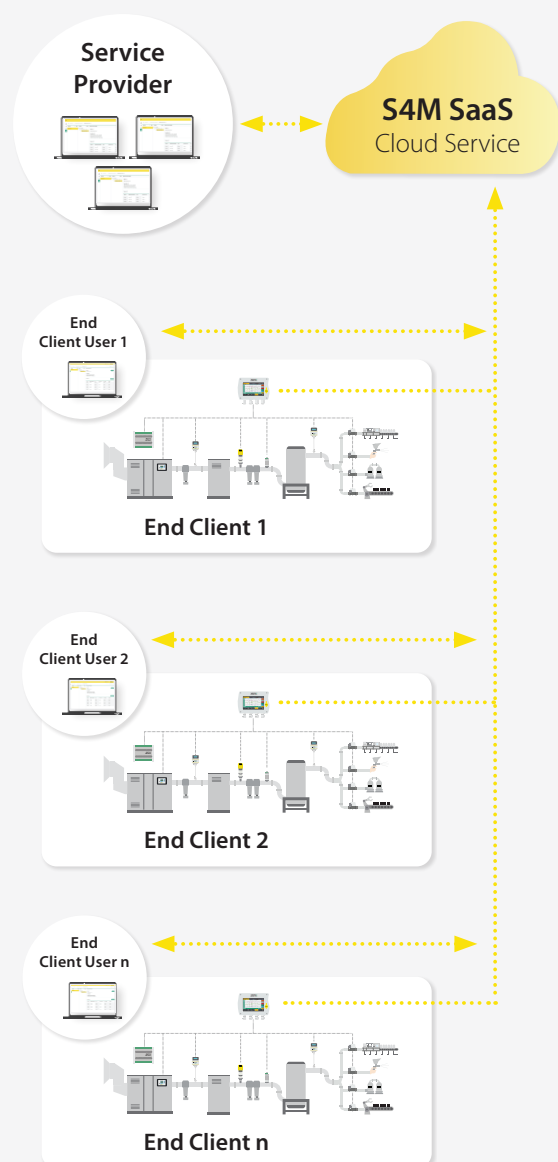 Service
Provider
S4M SaaS
Cloud Service
End
Client User 1
End Client 1
End
Client User 2
End Client 2
End
Client User n
End Client n